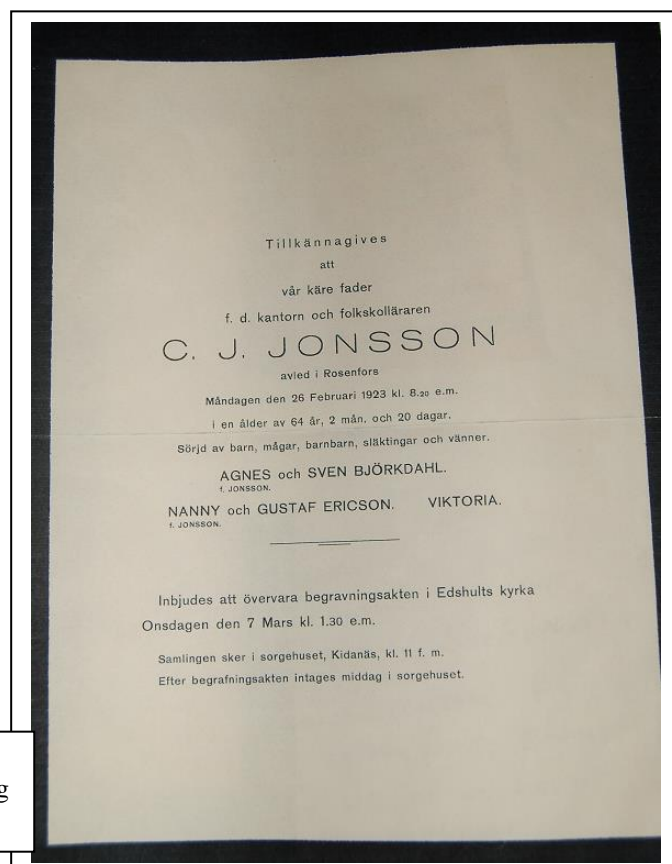 Tillkännagives
att
vår käre fader
f. d. kantorn och folkskolläraren
C. J. JONSSON
avled i Rosenfors
Måndagen den 26 Februari 1923 kl. 8.20 e.m.
i en ålder av 64 år, 2 mån. och 20 dagar.
Sörjd av barn, mågar, barnbarn, släktingar och vänner.
AGNES och SVEN BJÖRKDAHL.
f. JONSSON.
NANNY och GUSTAF ERICSON. VIKTORIA.
f. JONSSON.
Inbjudes att övervara begravningsakten i Edshults kyrka
Onsdagen den 7 Mars kl. 1.30 e.m.
Samlingen sker i sorgehuset, Kidanäs, kl. 11 f. m.
Efter begrafningsakten intages middag i sorgehuset.